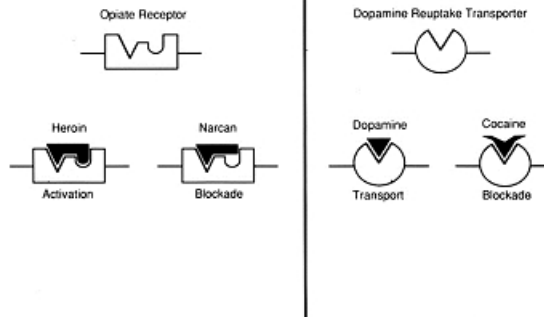 Opiate Receptor
Heroin
Narcan
Activation
Blockade
Dopamine Reuptake Transporter
Dopamine
Cocaine
Transport
Blockade